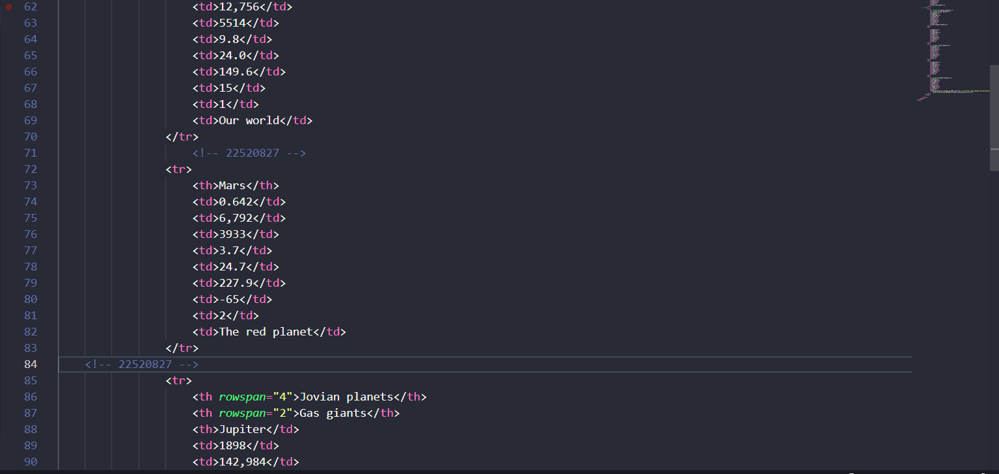 62 <td>12,756</td>
63 <td>5514</td>
64 <td>9.8</td>
65 <td>24.0</td>
66 <td>149.6</td>
67 <td>15</td>
68 <td>1</td>
69 <td>Our world</td>
70 </tr>
71 <!-- 22520827 -->
72 <tr>
73 <th>Mars</th>
74 <td>0.642</td>
75 <td>6,792</td>
76 <td>3933</td>
77 <td>3.7</td>
78 <td>24.7</td>
79 <td>227.9</td>
80 <td>-65</td>
81 <td>2</td>
82 <td>The red planet</td>
83 </tr>
84 <!-- 22520827 -->
85 <tr>
86 <th rowspan="4">Jovian planets</th>
87 <th rowspan="2">Gas giants</th>
88 <th>Jupiter</td>
89 <td>1898</td>
90 <td>142,984</td>